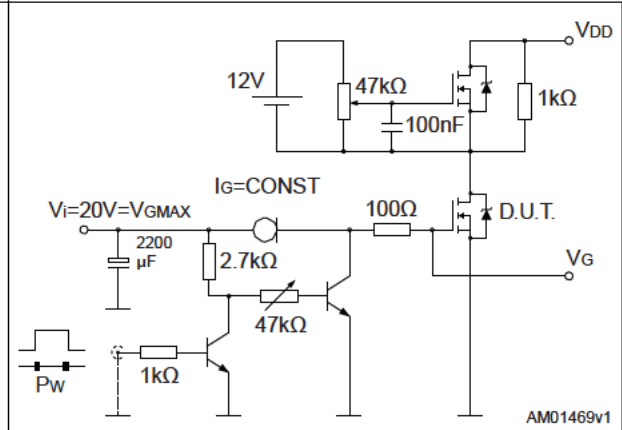 VDD
12V
47kΩ
1kΩ
100nF
IG=CONST
Vi=20V=VGMAX
100Ω
D.U.T.
2200
µF
2.7kΩ
VG
47kΩ
1kΩ
PW
AM01469v1